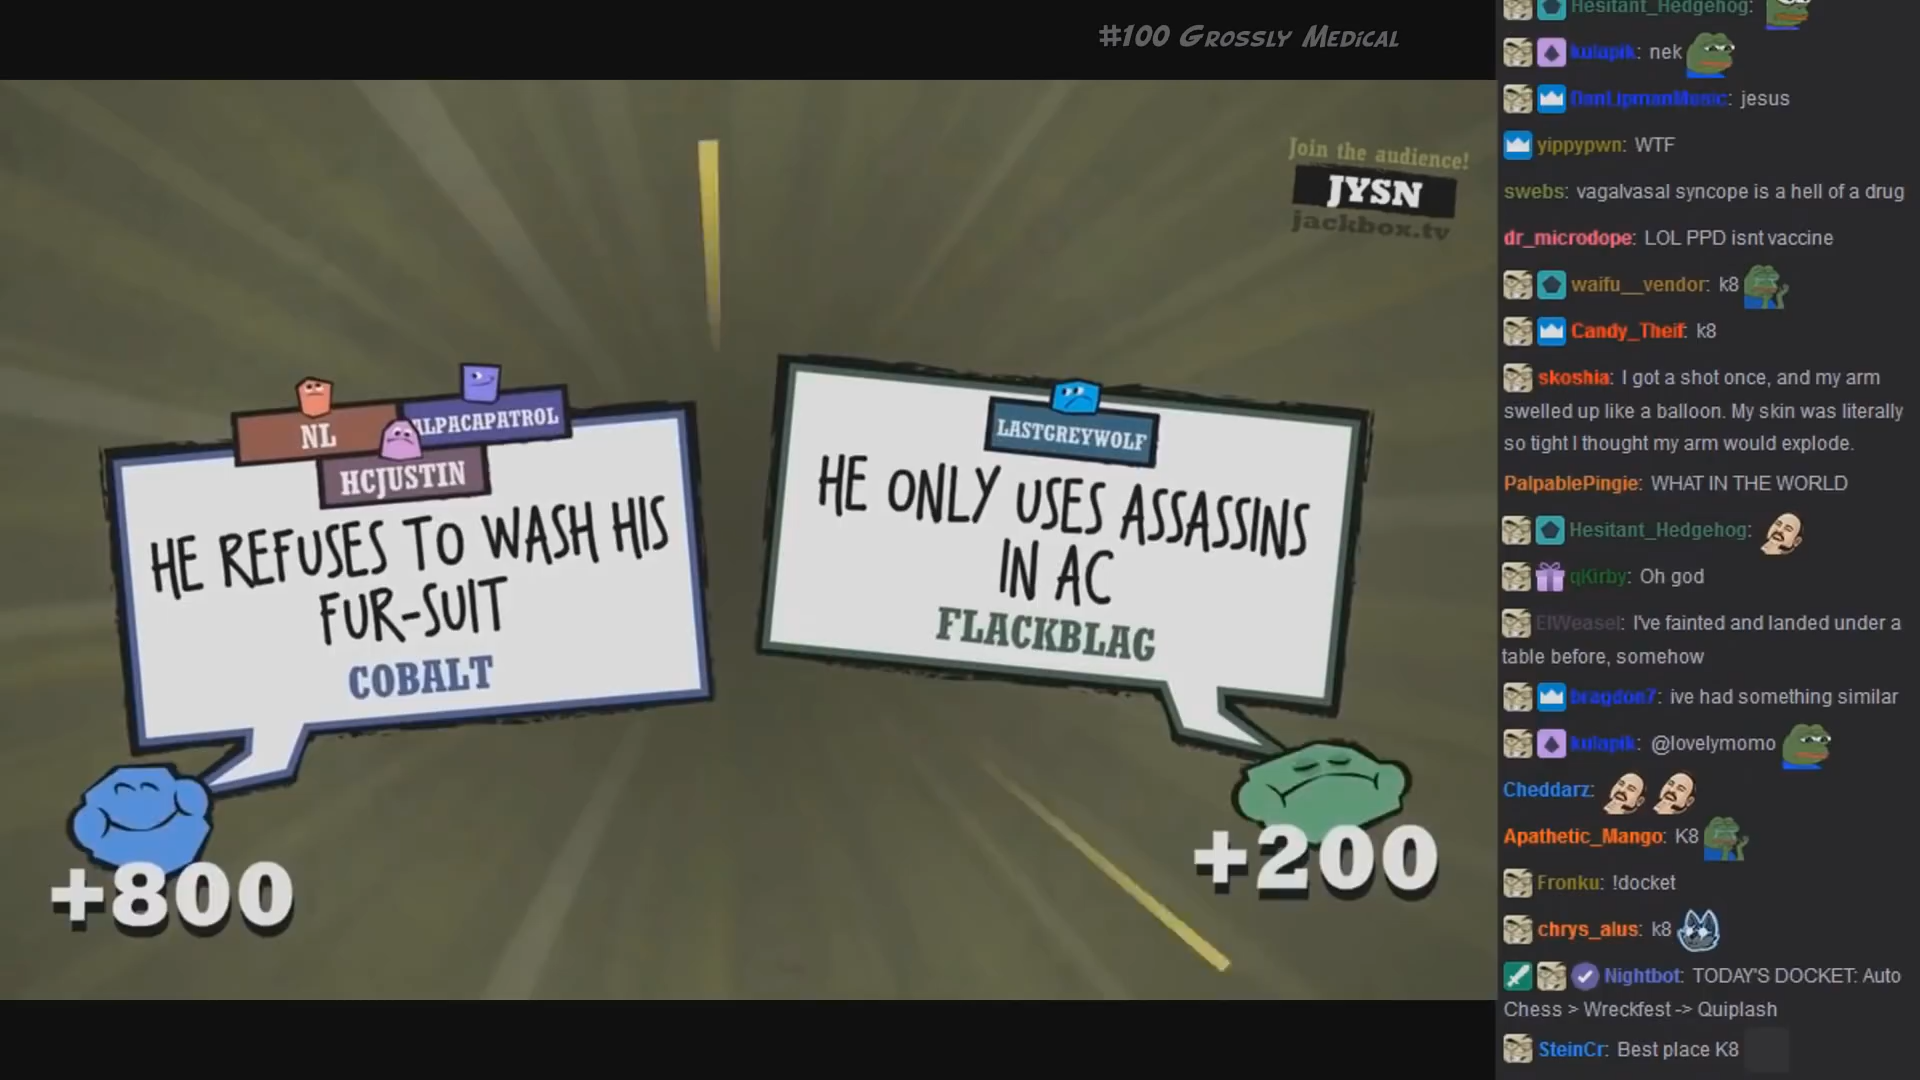 #100 Grossly Medical
Join the audience!
JYSN
jackbox.tv
NL
ALPACAPATROL
HCJUSTIN
HE REFUSES TO WASH HIS
FUR-SUIT
COBALT
+800
LASTGREYWOLF
HE ONLY USES ASSASSINS
IN AC
FLACKBLAG
+200
Hesitant_Hedgehog:
kulapik: nek
DanLipmanMusic: jesus
yippypwn: WTF
swebs: vagalvasal syncope is a hell of a drug
dr_microdope: LOL PPD isnt vaccine
waifu__vendor: k8
Candy_Theif: k8
skoshia: I got a shot once, and my arm
swelled up like a balloon. My skin was literally
so tight I thought my arm would explode.
PalpablePingie: WHAT IN THE WORLD
Hesitant_Hedgehog:
qKirby: Oh god
ElWeasel: I've fainted and landed under a
table before, somehow
bragdon7: ive had something similar
kulapik: @lovelymomo
Cheddarz:
Apathetic_Mango: K8
Fronku: !docket
chrys_alus: k8
Nightbot: TODAY'S DOCKET: Auto
Chess > Wreckfest -> Quiplash
SteinCr: Best place K8